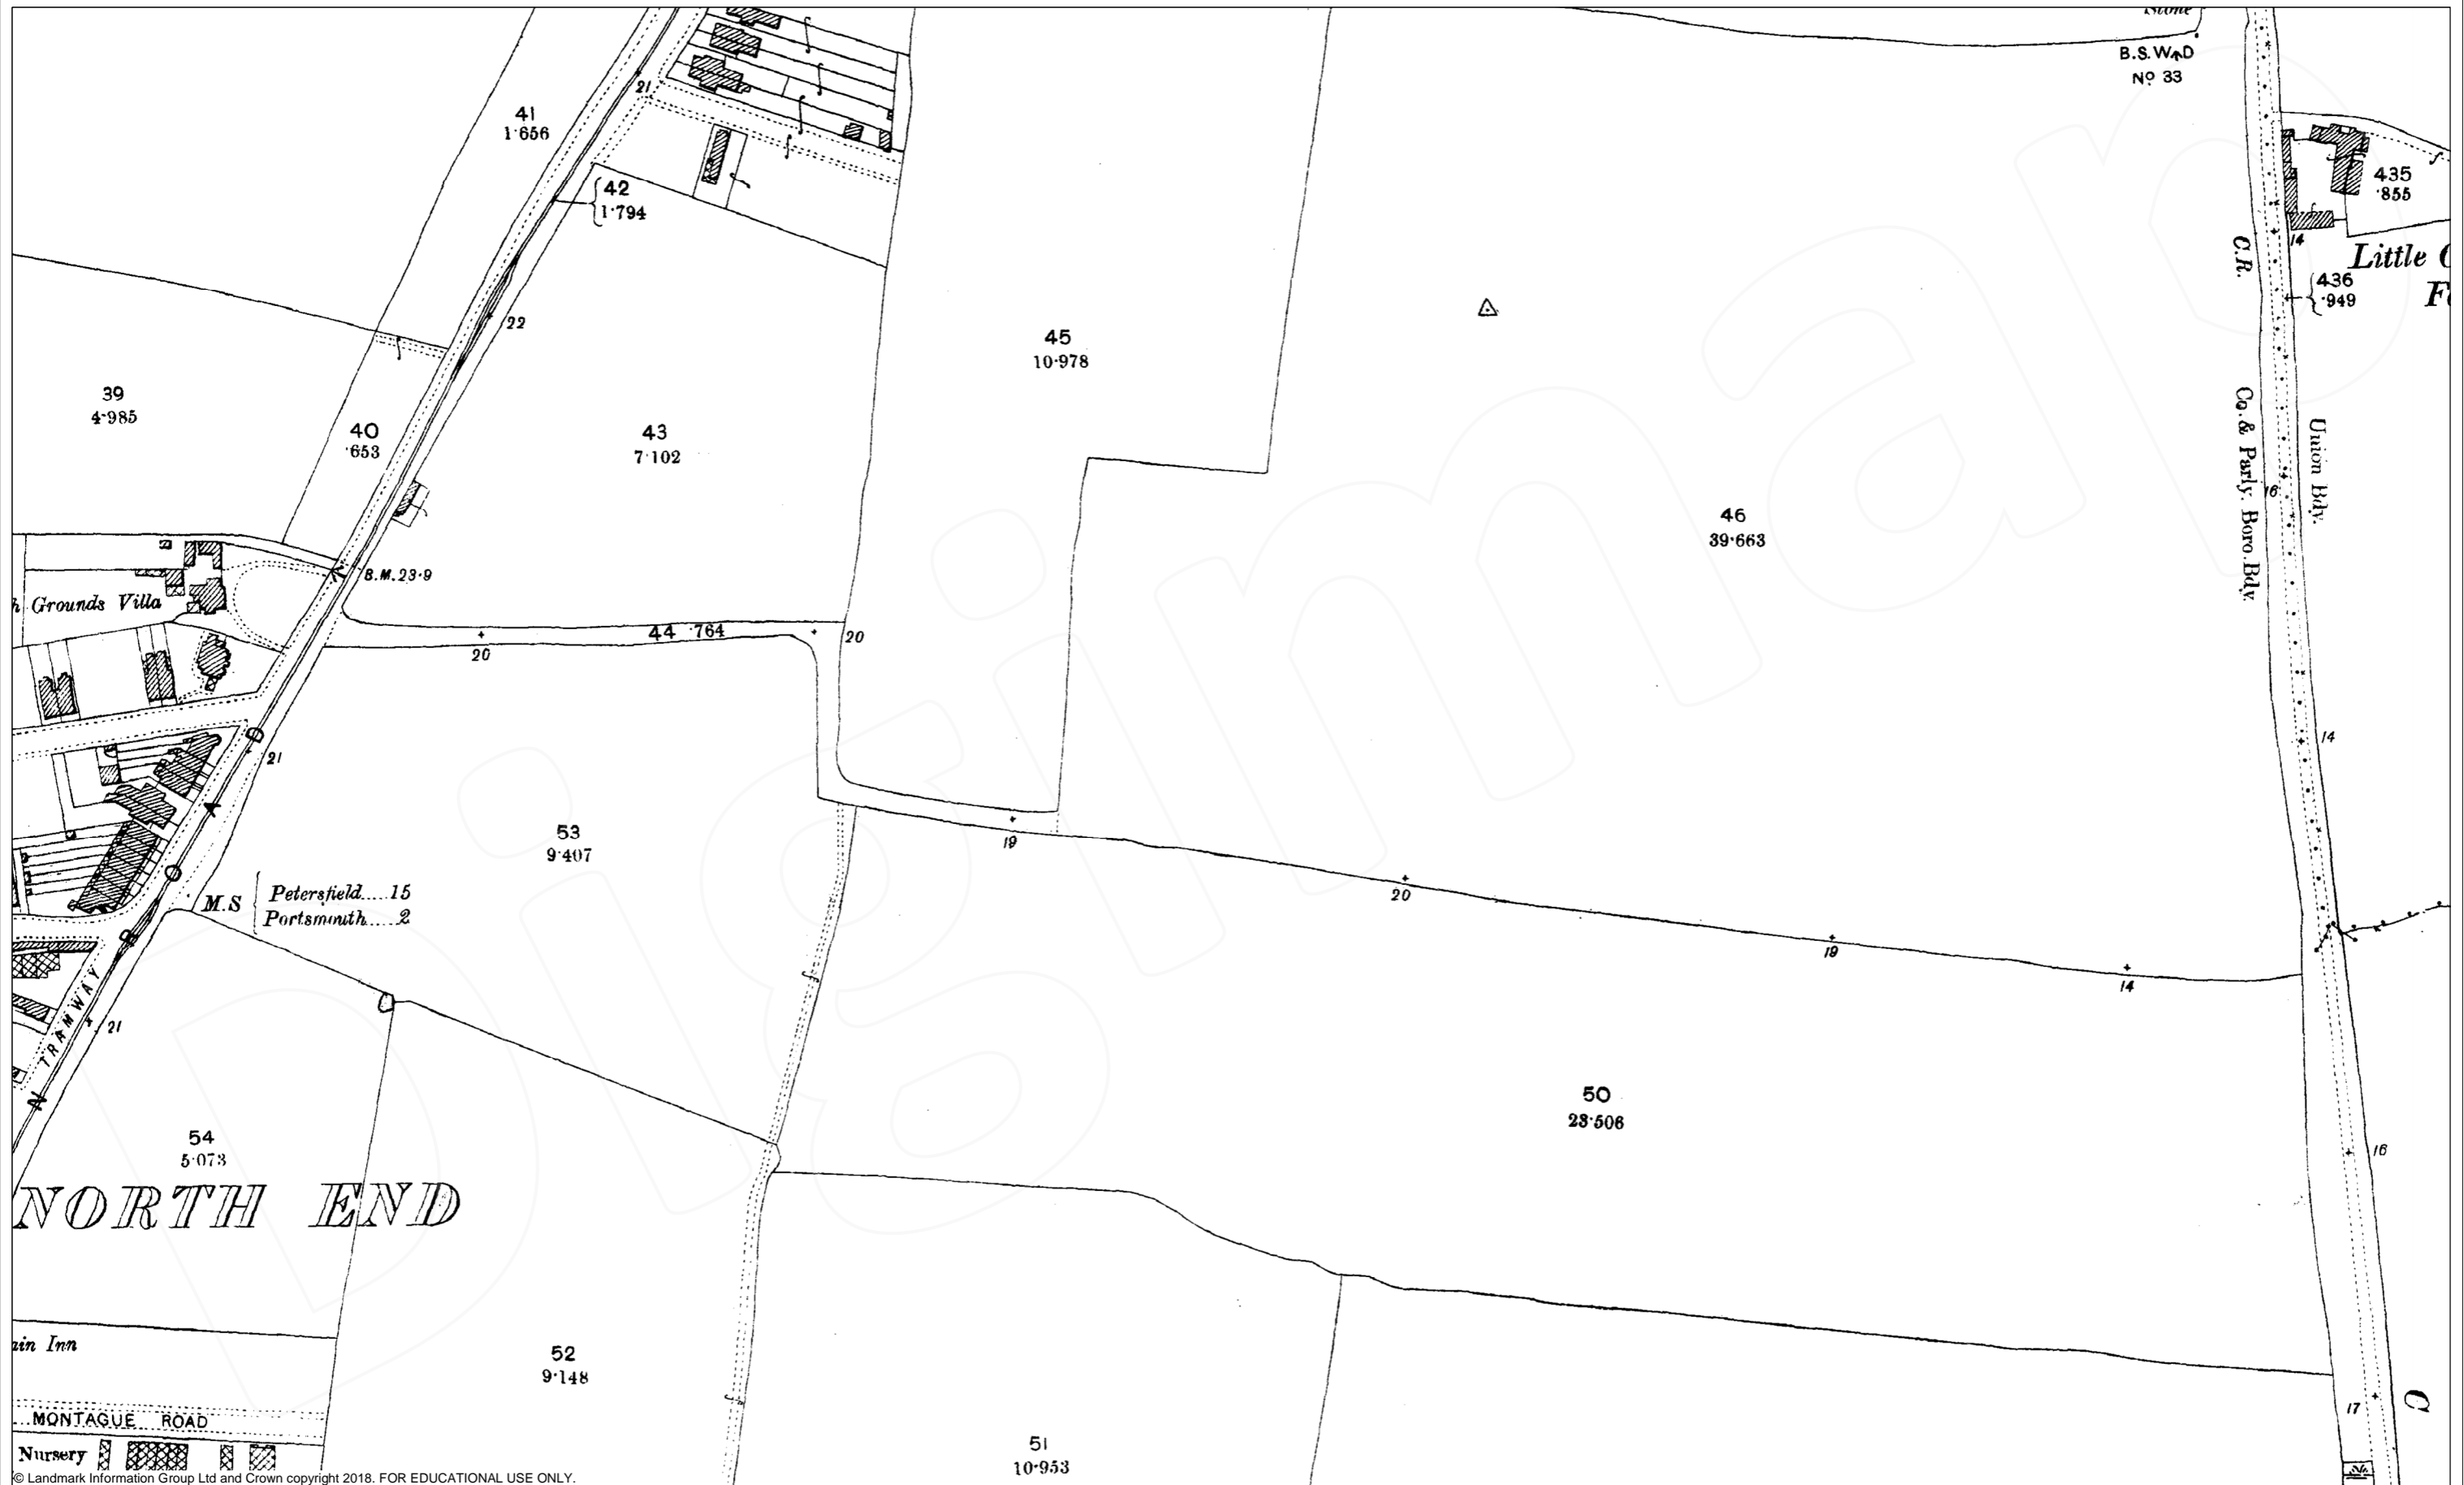 Stone
B.S.W↑D
Nº 33
21
41
1·656
42
1·794
435
·855
14
C.R.
Little
436
·949
22
45
10·978
39
4·985
40
·653
43
7·102
Co. & Parly. Boro. Bdy.
Union Bdy.
16
46
39·663
B.M. 23·9
Grounds Villa
44 ·764
20
20
21
14
53
9·407
19
20
M.S
Petersfield.....15
Portsmouth.....2
19
14
TRAMWAY
21
N
R
O
A
D
50
23·506
54
5·073
16
NORTH END
Inn
52
9·148
MONTAGUE ROAD
Nursery
51
10·953
17
C
Digimap
© Landmark Information Group Ltd and Crown copyright 2018. FOR EDUCATIONAL USE ONLY.